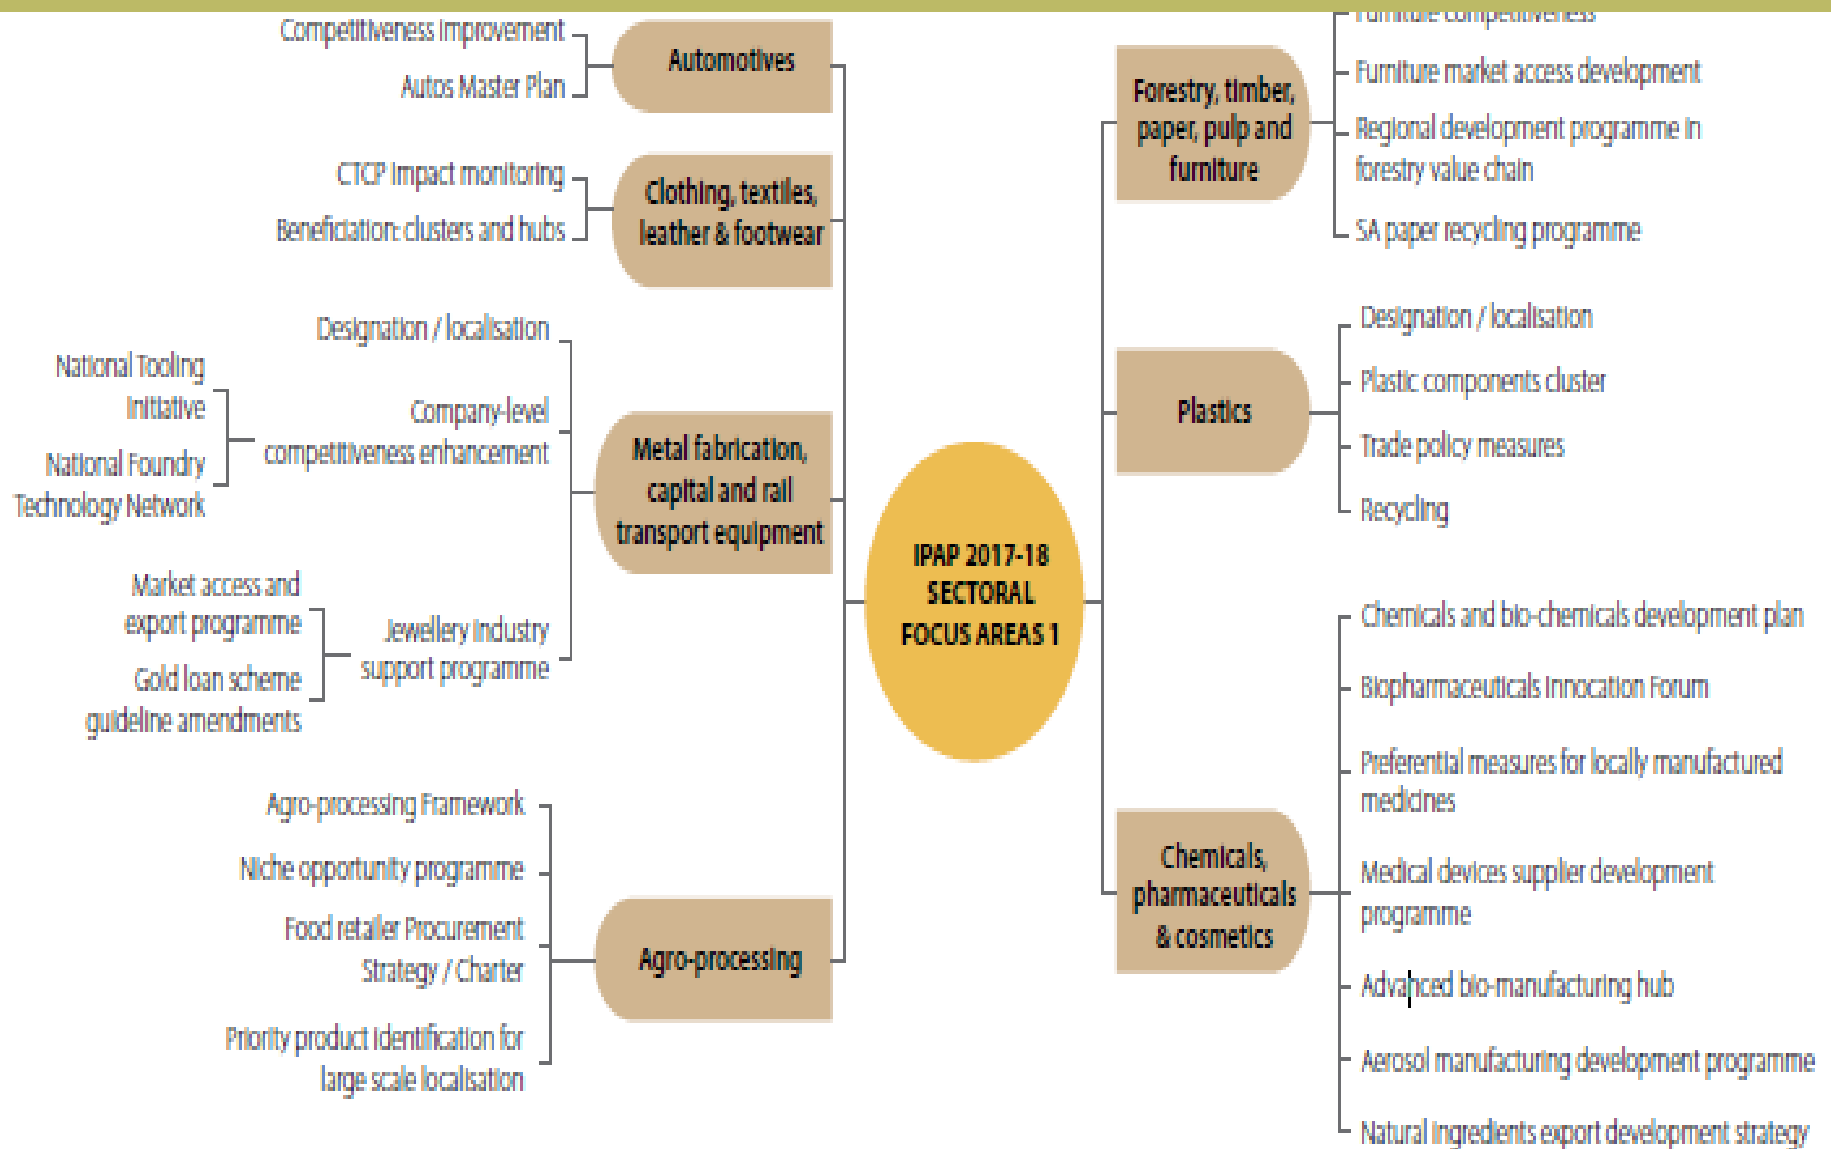 Competitiveness Improvement
Autos Master Plan
Automotives
CTCP Impact monitoring
Beneficiation: clusters and hubs
Clothing, textiles,
leather & footwear
Designation / localisation
National Tooling
Initiative
National Foundry
Technology Network
Company-level
competitiveness enhancement
Metal fabrication,
capital and rail
transport equipment
Market access and
export programme
Gold loan scheme
guideline amendments
Jewellery Industry
support programme
Agro-processing Framework
Niche opportunity programme
Food retailer Procurement
Strategy / Charter
Priority product identification for
large scale localisation
Agro-processing
IPAP 2017-18
SECTORAL
FOCUS AREAS 1
Forestry, timber,
paper, pulp and
furniture
Furniture competitiveness
Furniture market access development
Regional development programme in
forestry value chain
SA paper recycling programme
Plastics
Designation / localisation
Plastic components cluster
Trade policy measures
Recycling
Chemicals,
pharmaceuticals
& cosmetics
Chemicals and bio-chemicals development plan
Biopharmaceuticals Innocation Forum
Preferential measures for locally manufactured
medicines
Medical devices supplier development
programme
Advanced bio-manufacturing hub
Aerosol manufacturing development programme
Natural ingredients export development strategy